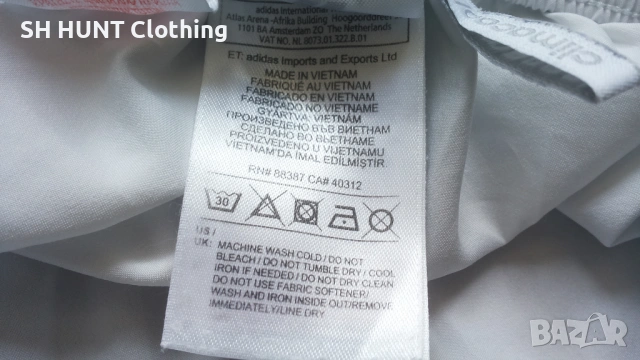 SH HUNT Clothing
adidas International
Atlas Arena -Afrika Building Hoogoorddreef
1101 BA Amsterdam ZO The Netherlands
VAT NO. NL.8073.01.322.B.01
E.T: adidas Imports and Exports Ltd
MADE IN VIETNAM
FABRIQUÉ AU VIETNAM
FABRICADO EN VIETNAM
FABRICADO NO VIETNAME
GYÁRTVA: VIETNAM
ПРОИЗВЕДЕНО ВЪВ ВИЕТНАМ
СДЕЛАНО ВО ВЬЕТНАМЕ
PROIZVEDENO U VIJETNAMU
VIETNAM'DA IMAL EDİLMİŞTİR
RN# 88387 CA# 40312
30
US /
UK: MACHINE WASH COLD / DO NOT
BLEACH / DO NOT TUMBLE DRY / COOL
IRON IF NEEDED / DO NOT DRY CLEAN
DO NOT USE FABRIC SOFTENER/
WASH AND IRON INSIDE OUT/REMOVE
IMMEDIATELY/LINE DRY
climacool
BAZAR
bg